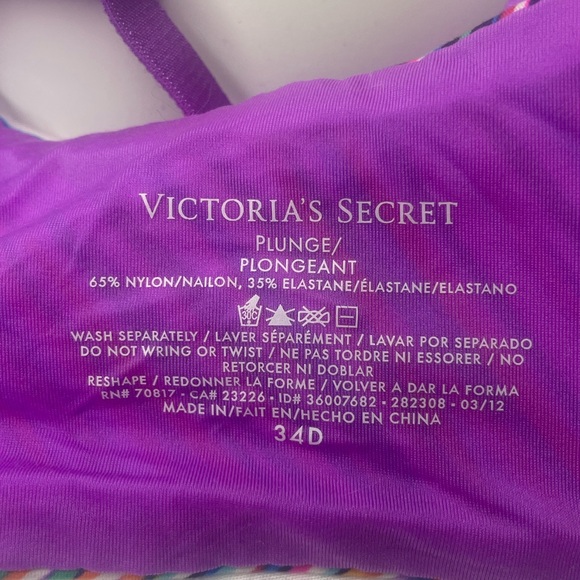 VICTORIA'S SECRET
PLUNGE/
PLONGEANT
65% NYLON/NAILON, 35% ELASTANE/ÉLASTANE/ELASTANO
30C
WASH SEPARATELY / LAVER SÉPARÉMENT / LAVAR POR SEPARADO
DO NOT WRING OR TWIST / NE PAS TORDRE NI ESSORER / NO
RETORCER NI DOBLAR
RESHAPE / REDONNER LA FORME / VOLVER A DAR LA FORMA
RN# 70817 - CA# 23226 - ID# 36007682 - 282308 - 03/12
MADE IN/FAIT EN/HECHO EN CHINA
34D